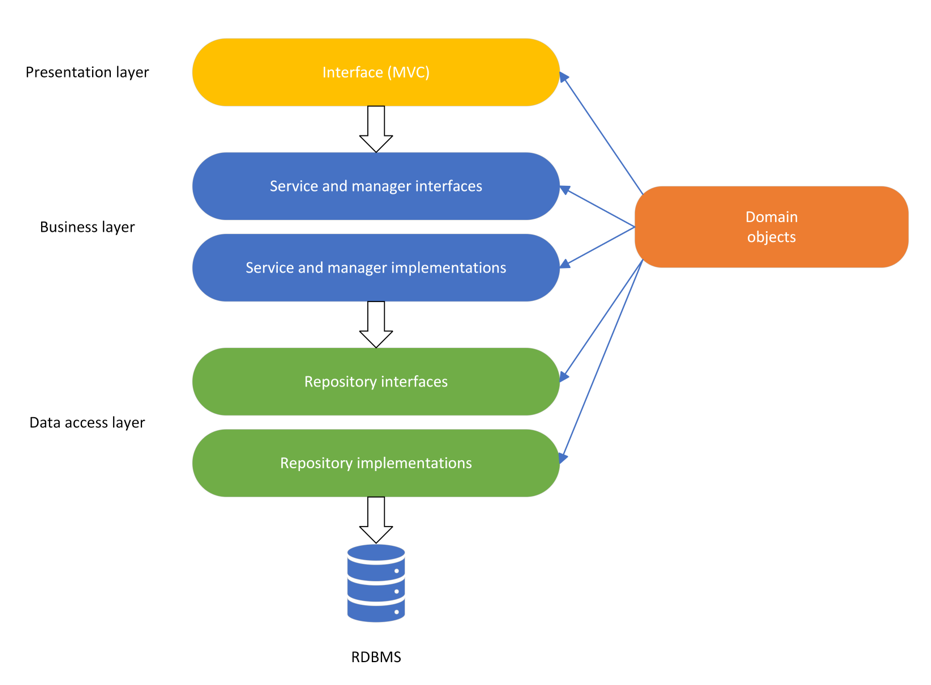 Presentation layer
Interface (MVC)
Service and manager interfaces
Business layer
Domain
objects
Service and manager implementations
Repository interfaces
Data access layer
Repository implementations
RDBMS